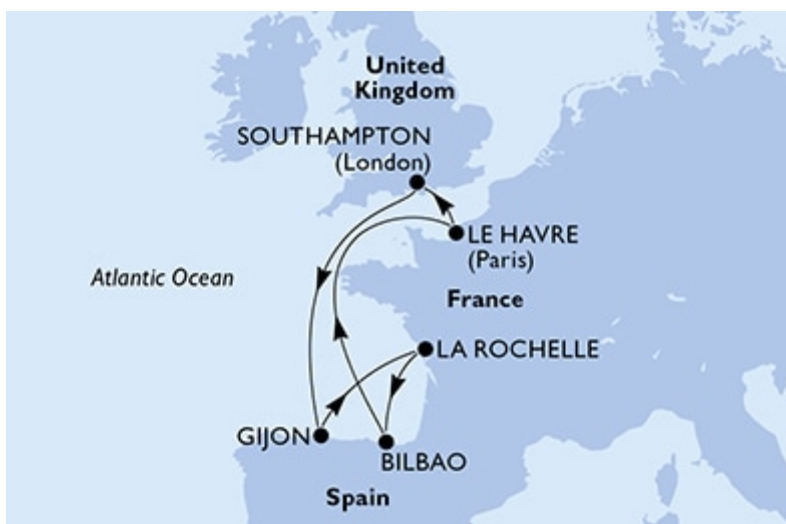 United
Kingdom
SOUTHAMPTON
(London)
LE HAVRE
(Paris)
Atlantic Ocean
France
LA ROCHELLE
GIJON
BILBAO
Spain